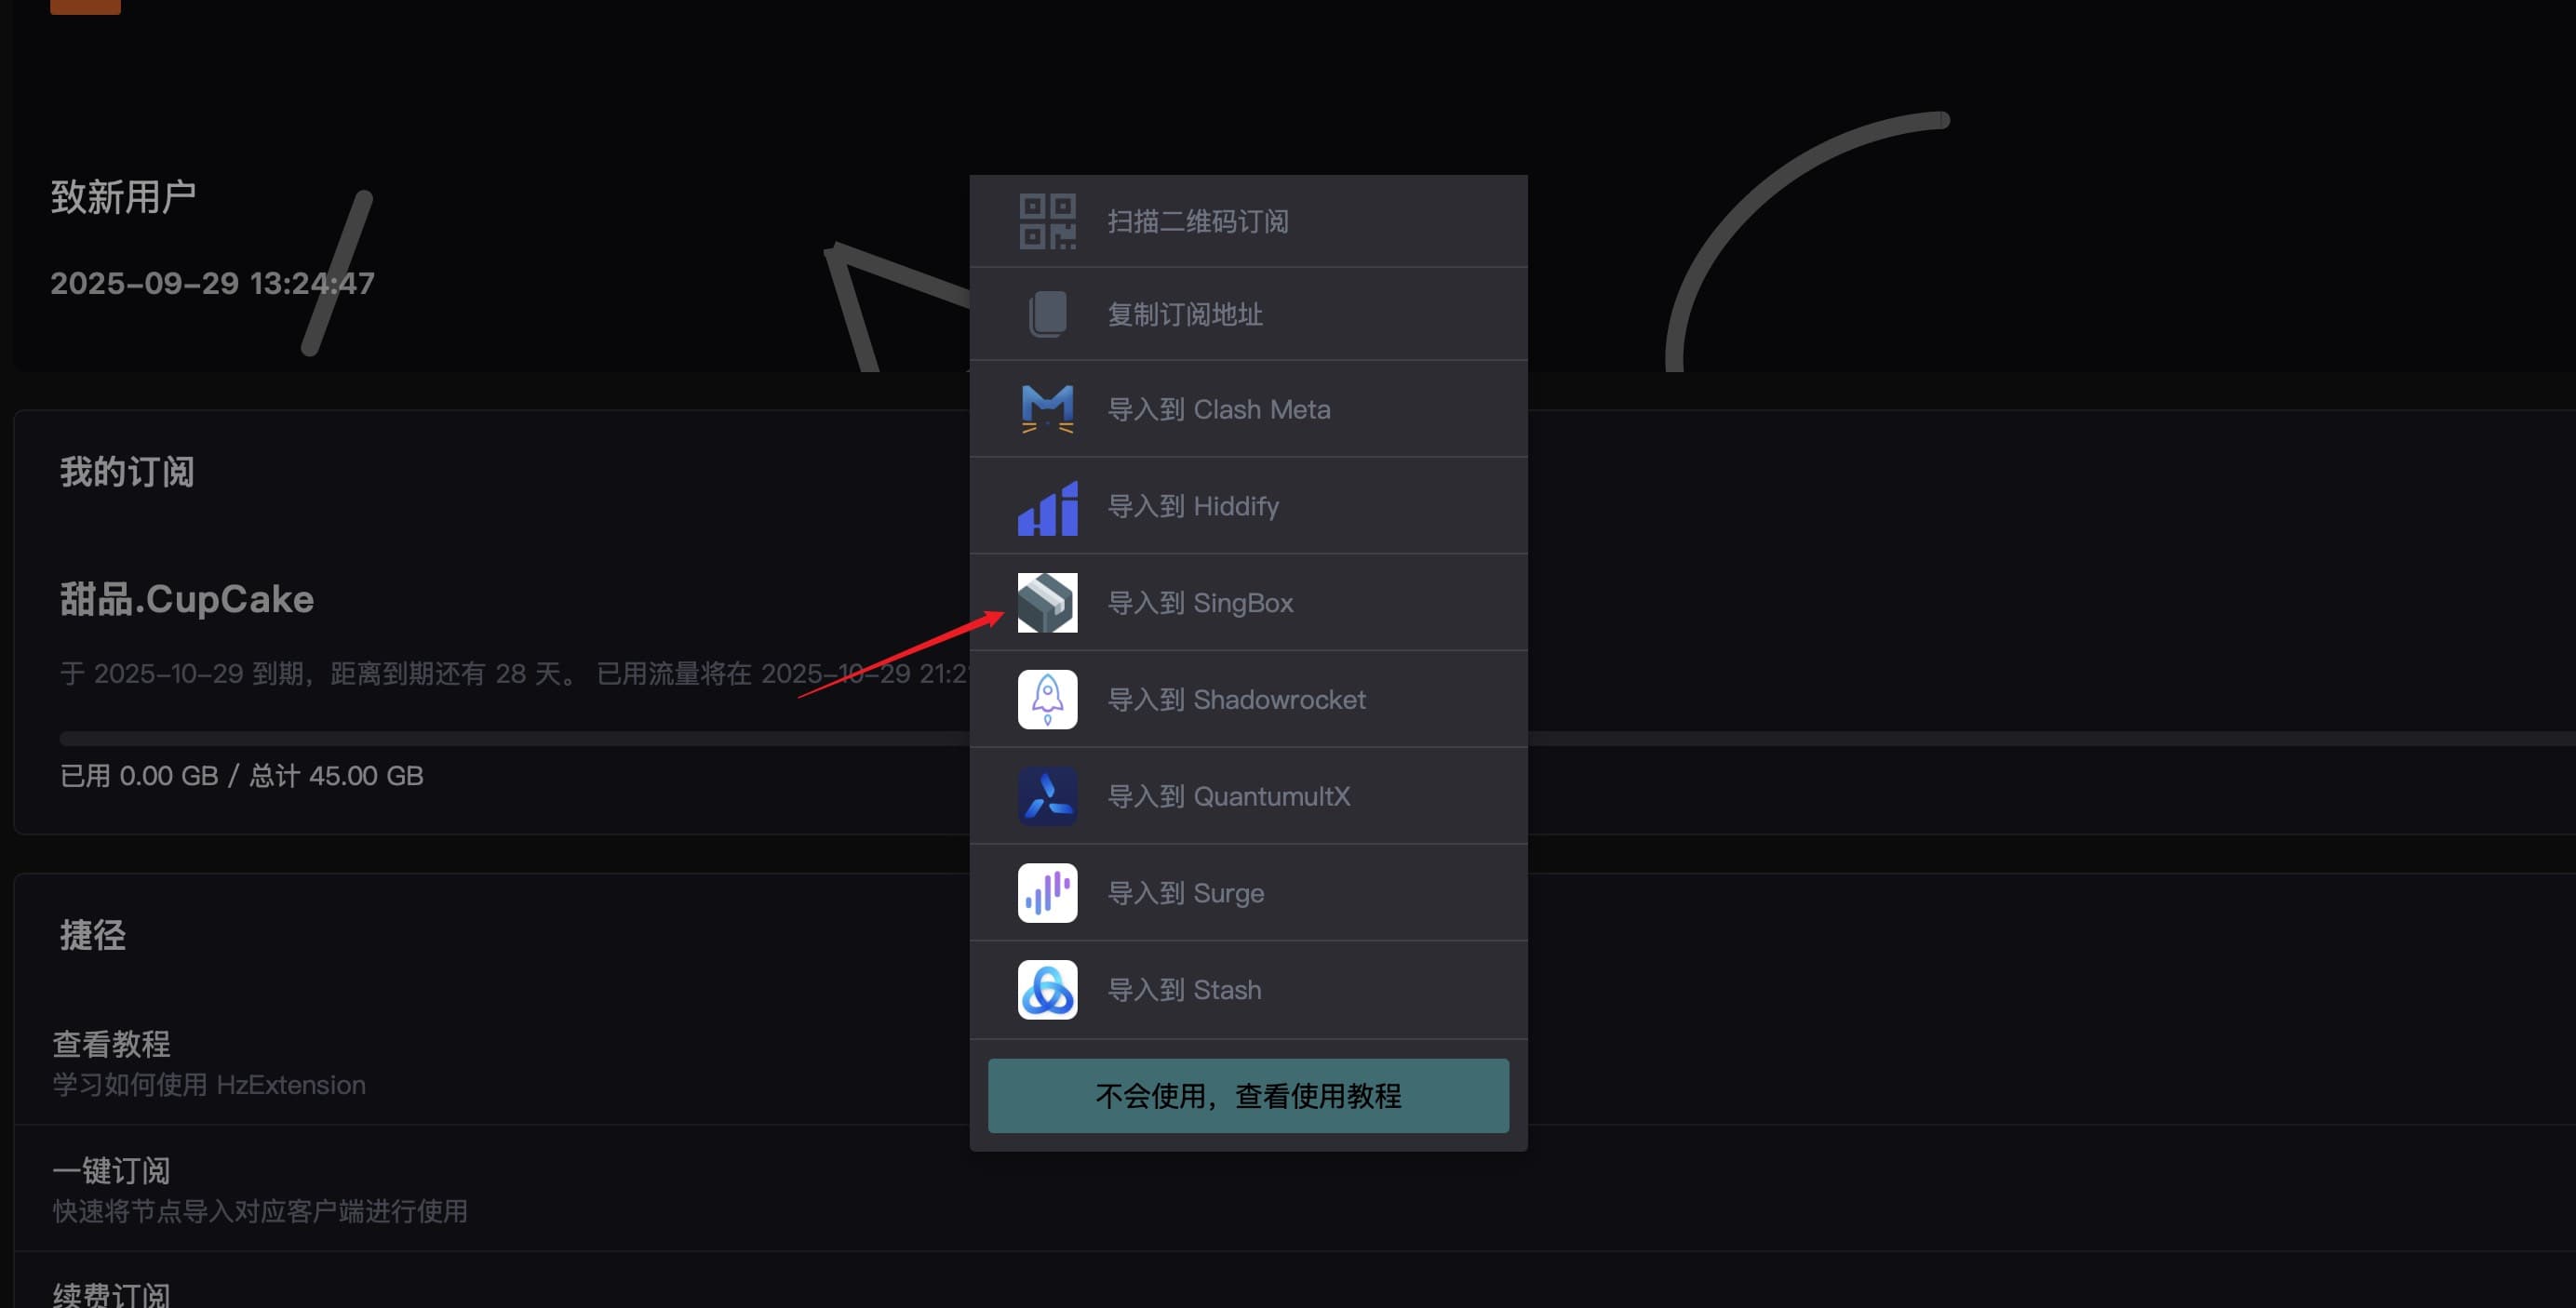 致新用户
2025-09-29 13:24:47
我的订阅
甜品.CupCake
于 2025-10-29 到期，距离到期还有 28 天。 已用流量将在 2025-10-29 21:2
已用 0.00 GB / 总计 45.00 GB
捷径
查看教程
学习如何使用 HzExtension
一键订阅
快速将节点导入对应客户端进行使用
续费订阅
扫描二维码订阅
复制订阅地址
导入到 Clash Meta
导入到 Hiddify
导入到 SingBox
导入到 Shadowrocket
导入到 QuantumultX
导入到 Surge
导入到 Stash
不会使用，查看使用教程